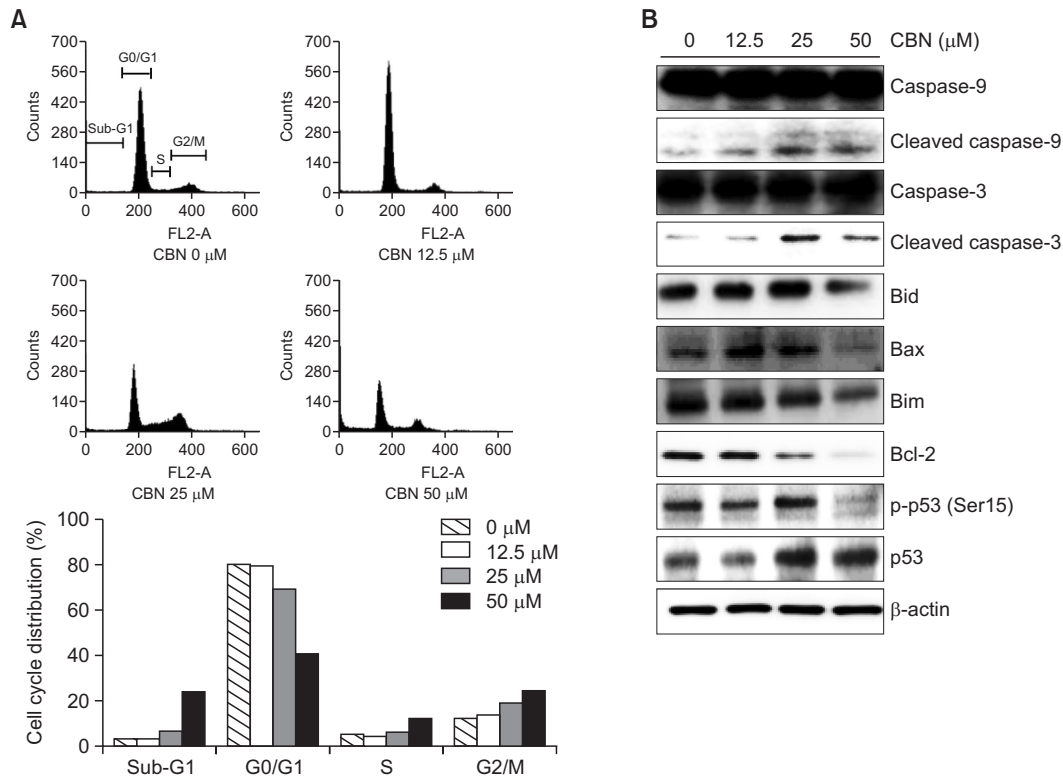 A
700
560
420
280
140
0
Counts
G0/G1
Sub-G1
S
G2/M
0 200 400 600
FL2-A
CBN 0 μM
700
560
420
280
140
0
Counts
0 200 400 600
FL2-A
CBN 12.5 μM
700
560
420
280
140
0
Counts
0 200 400 600
FL2-A
CBN 25 μM
700
560
420
280
140
0
Counts
0 200 400 600
FL2-A
CBN 50 μM
100
80
60
40
20
0
Cell cycle distribution (%)
0 μM
12.5 μM
25 μM
50 μM
Sub-G1 G0/G1 S G2/M
B
0 12.5 25 50 CBN (μM)
Caspase-9
Cleaved caspase-9
Caspase-3
Cleaved caspase-3
Bid
Bax
Bim
Bcl-2
p-p53 (Ser15)
p53
β-actin